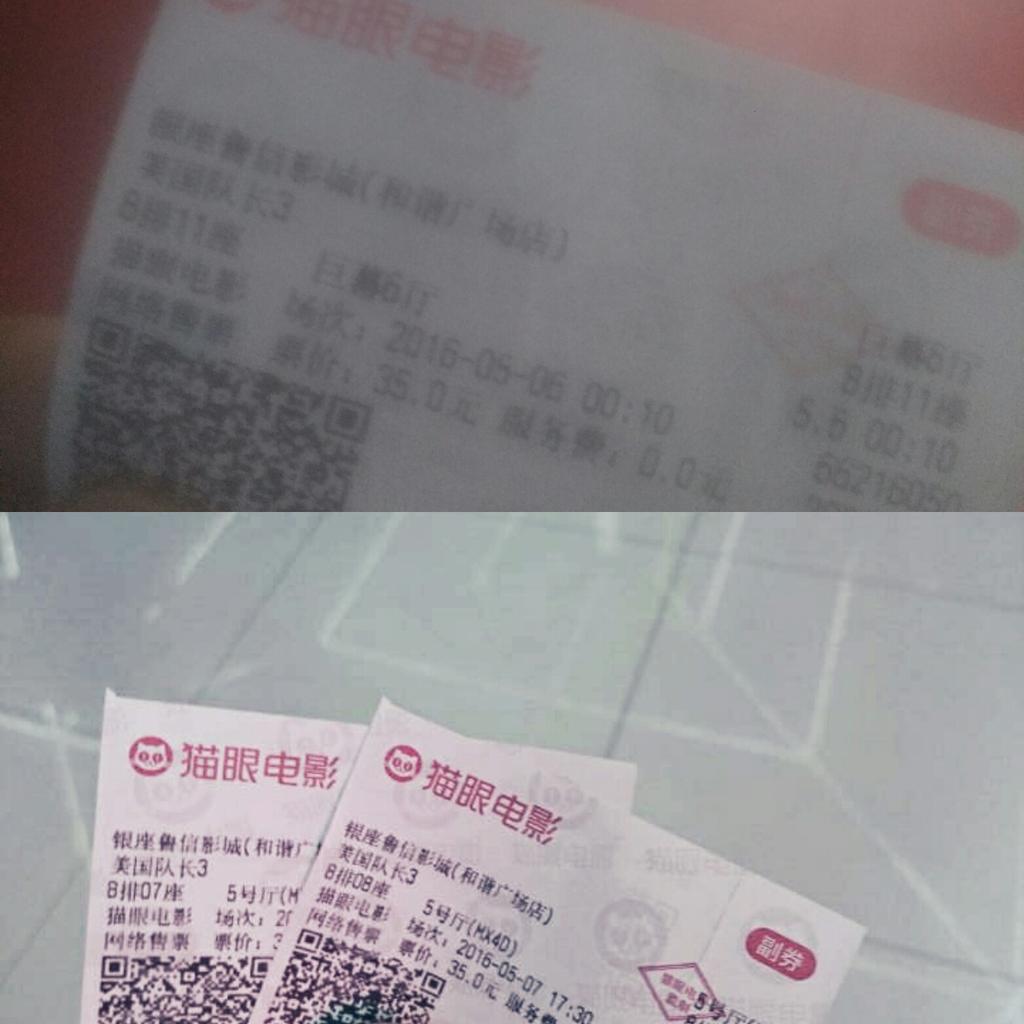 猫眼电影
银座鲁信影城(和谐广场店)
美国队长3
8排11座 巨幕6厅
猫眼电影 场次: 2016-05-06 00:10
网络售票 票价: 35.0元 服务费: 0.0元
副券
巨幕6厅
8排11座
00:10
猫眼电影
银座鲁信影城(和谐广
美国队长3
8排07座 5号厅(M
猫眼电影 场次: 20
网络售票 票价: 3
猫眼电影
银座鲁信影城(和谐广场店)
美国队长3
8排08座 5号厅(MX4D)
猫眼电影 场次: 2016-05-07 17:30
网络售票 票价: 35.0元 服务费
副券
5号厅